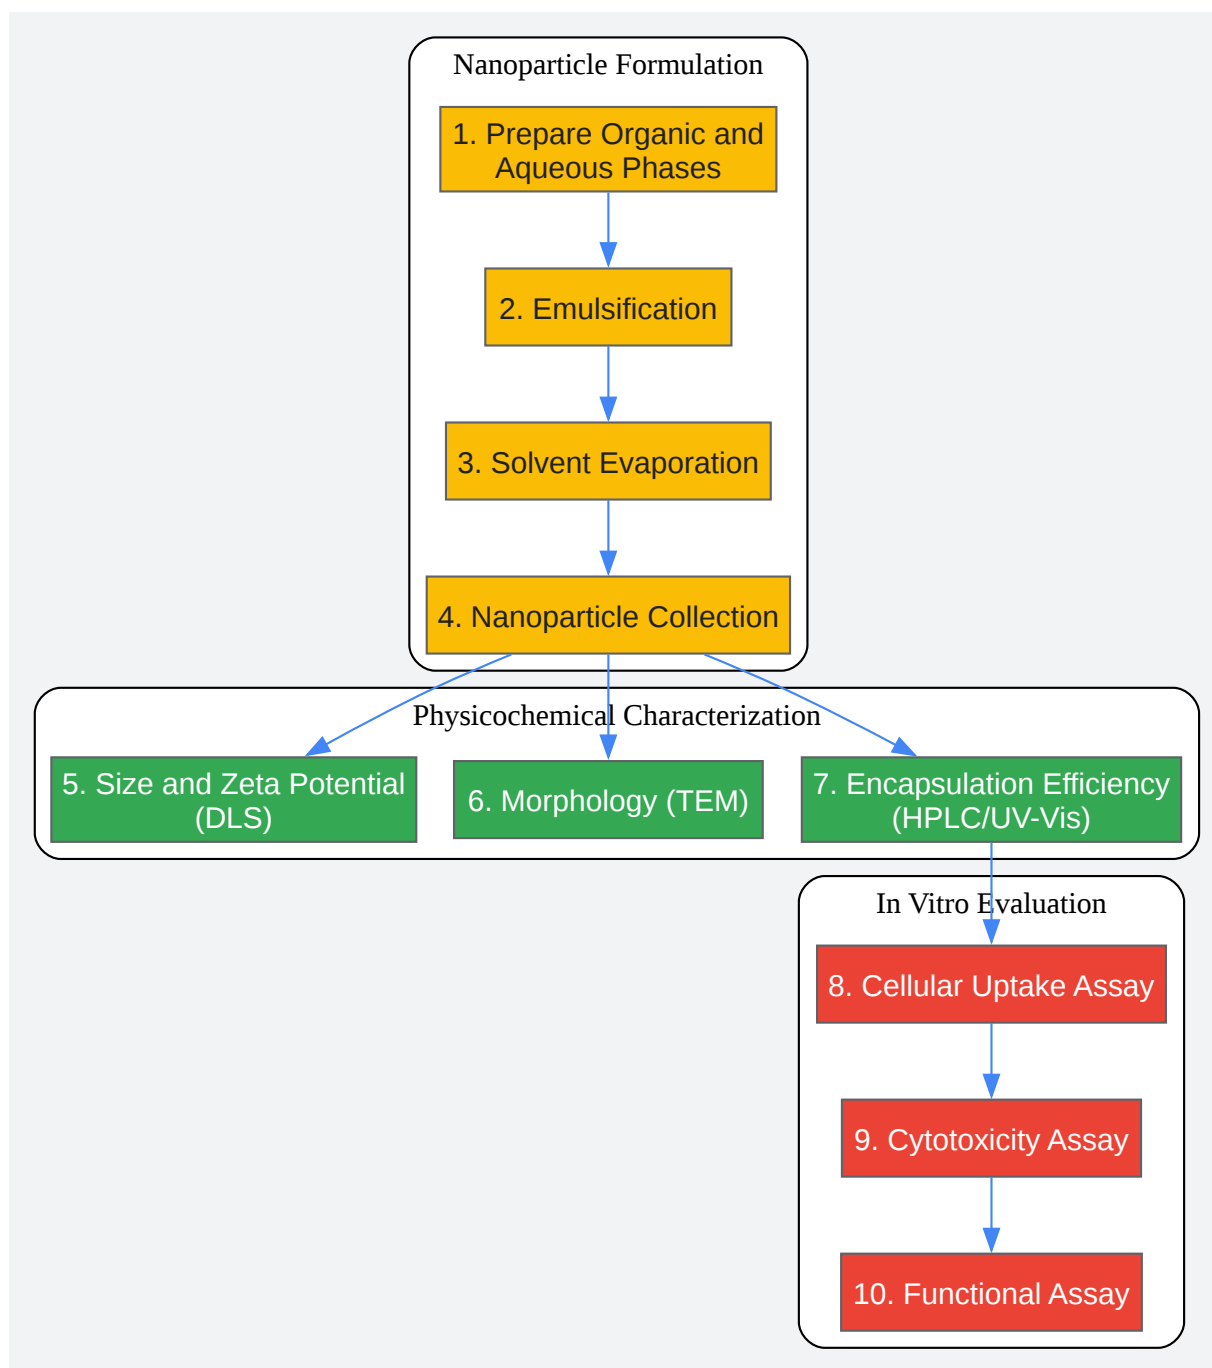 Nanoparticle Formulation
1. Prepare Organic and
Aqueous Phases
2. Emulsification
3. Solvent Evaporation
4. Nanoparticle Collection
Physicochemical Characterization
5. Size and Zeta Potential
(DLS)
6. Morphology (TEM)
7. Encapsulation Efficiency
(HPLC/UV-Vis)
In Vitro Evaluation
8. Cellular Uptake Assay
9. Cytotoxicity Assay
10. Functional Assay